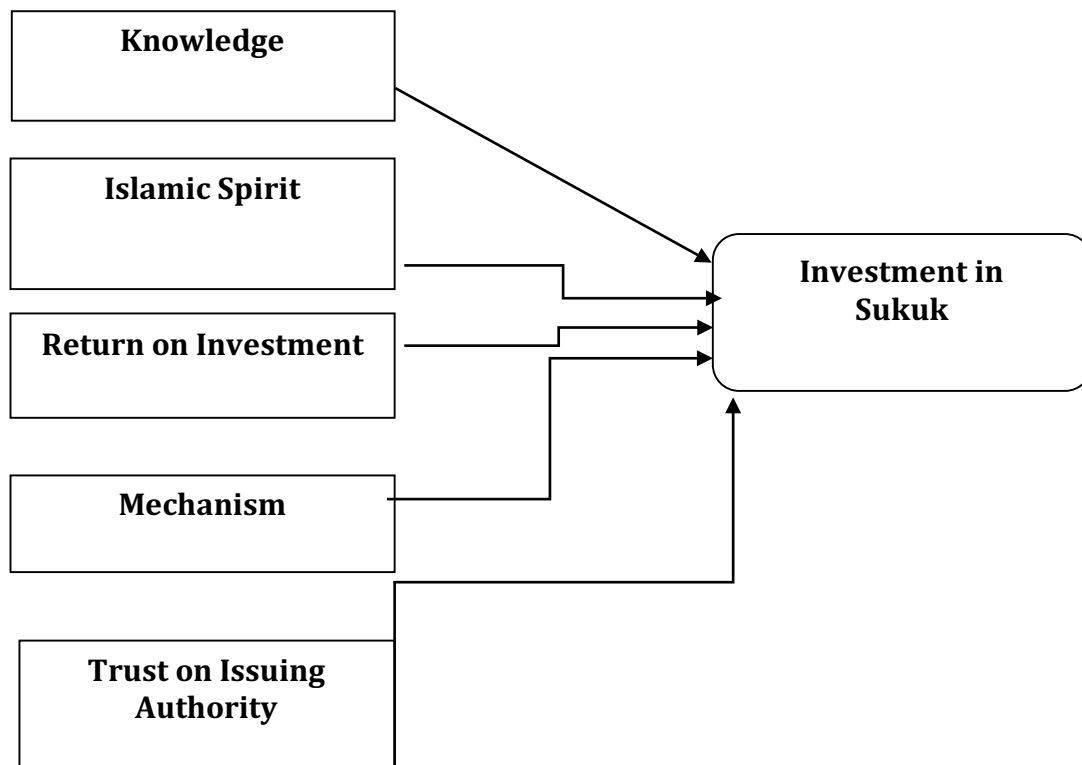 Knowledge
Islamic Spirit
Return on Investment
Mechanism
Trust on Issuing
Authority
Investment in
Sukuk